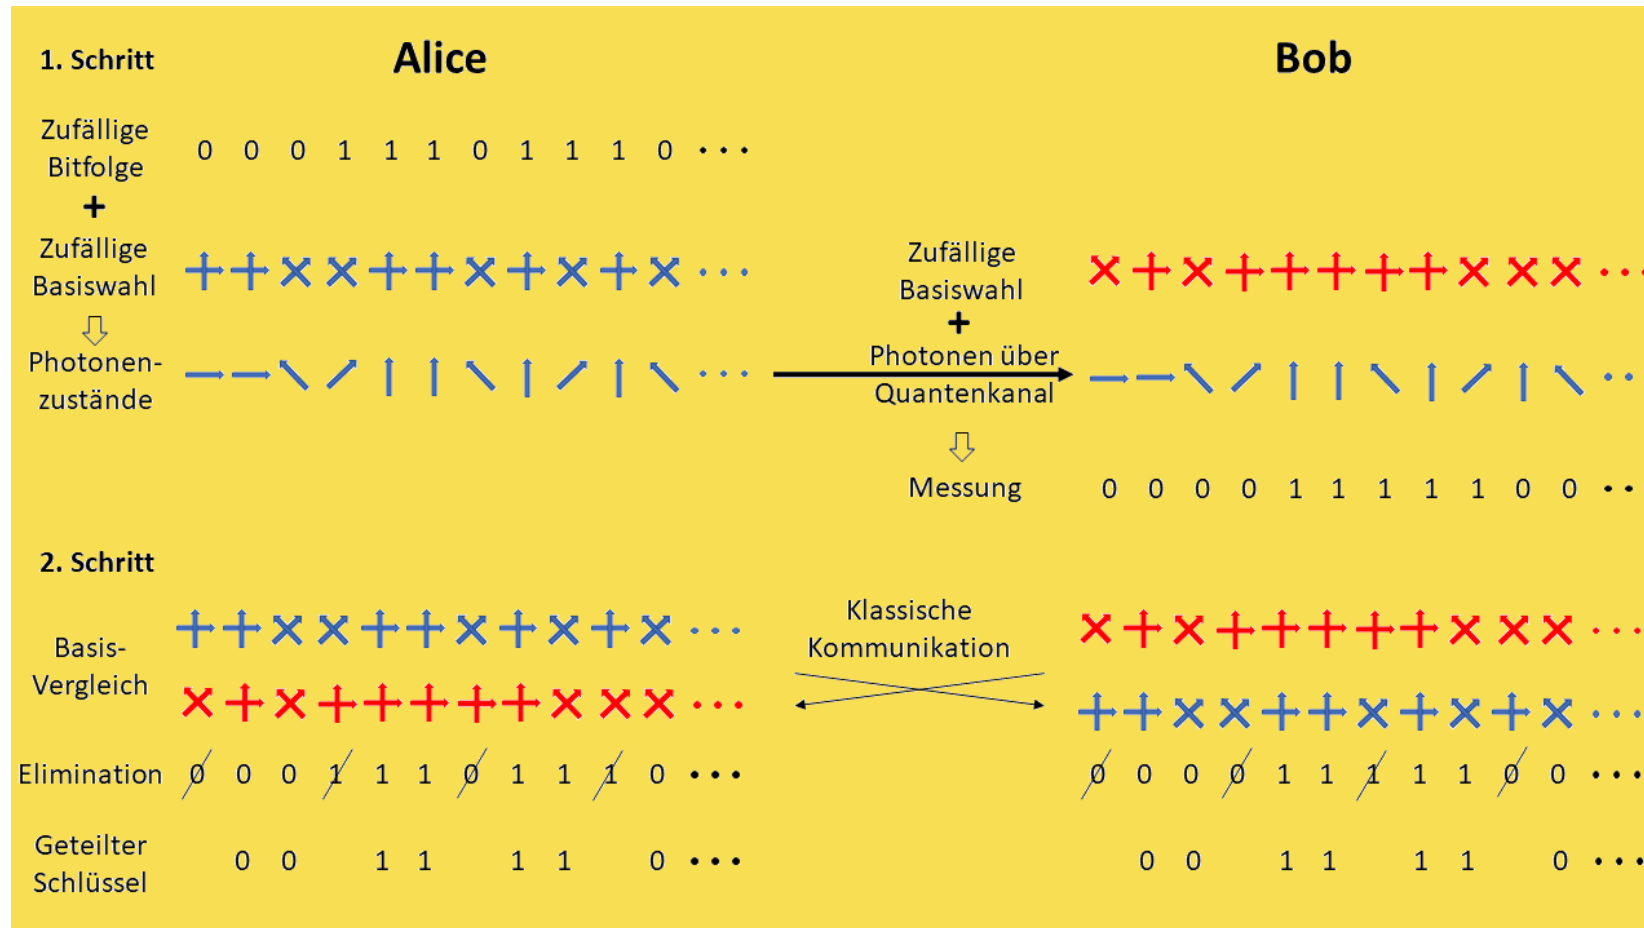 1. Schritt
Alice
Bob
Zufällige
Bitfolge
0 0 0 1 1 1 0 1 1 1 0 ...
+
Zufällige
Basiswahl
...
Zufällige
Basiswahl
...
+
Photonen-
zustände
...
Photonen über
Quantenkanal
..
Messung
0 0 0 0 1 1 1 1 1 0 0 ..
2. Schritt
Basis-
Vergleich
...
...
Klassische
Kommunikation
...
...
Elimination
0 0 0 1 1 1 0 1 1 1 0 ...
0 0 0 0 1 1 1 1 1 0 0 ...
Geteilter
Schlüssel
0 0 1 1 1 1 0 ...
0 0 1 1 1 1 0 ...